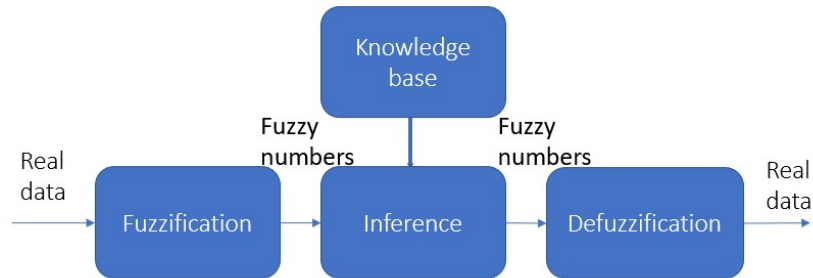 Knowledge
base
Fuzzy
numbers
Fuzzy
numbers
Real
data
Fuzzification
Inference
Defuzzification
Real
data